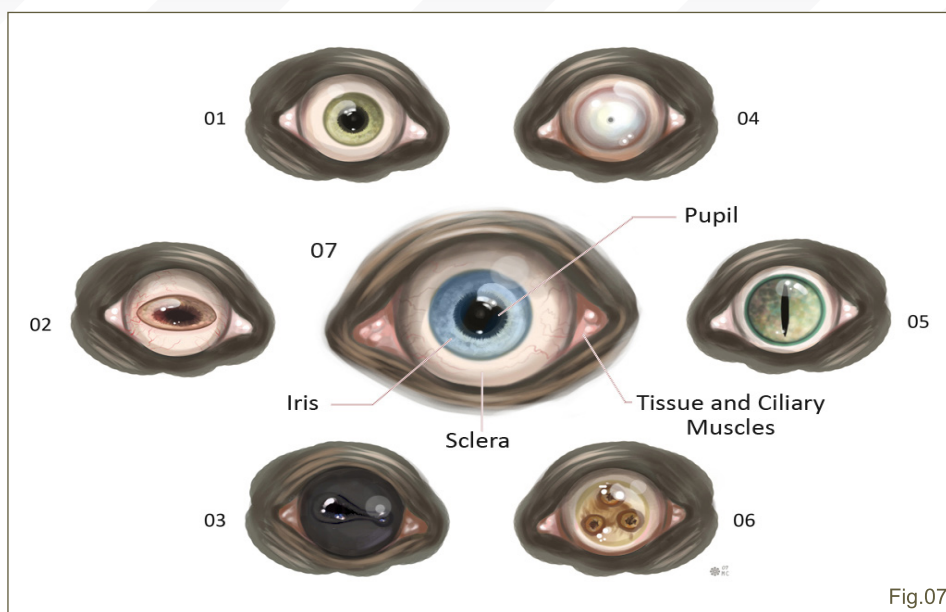 01
04
Pupil
07
02
05
Iris
Tissue and Ciliary
Muscles
Sclera
03
06
Fig.07